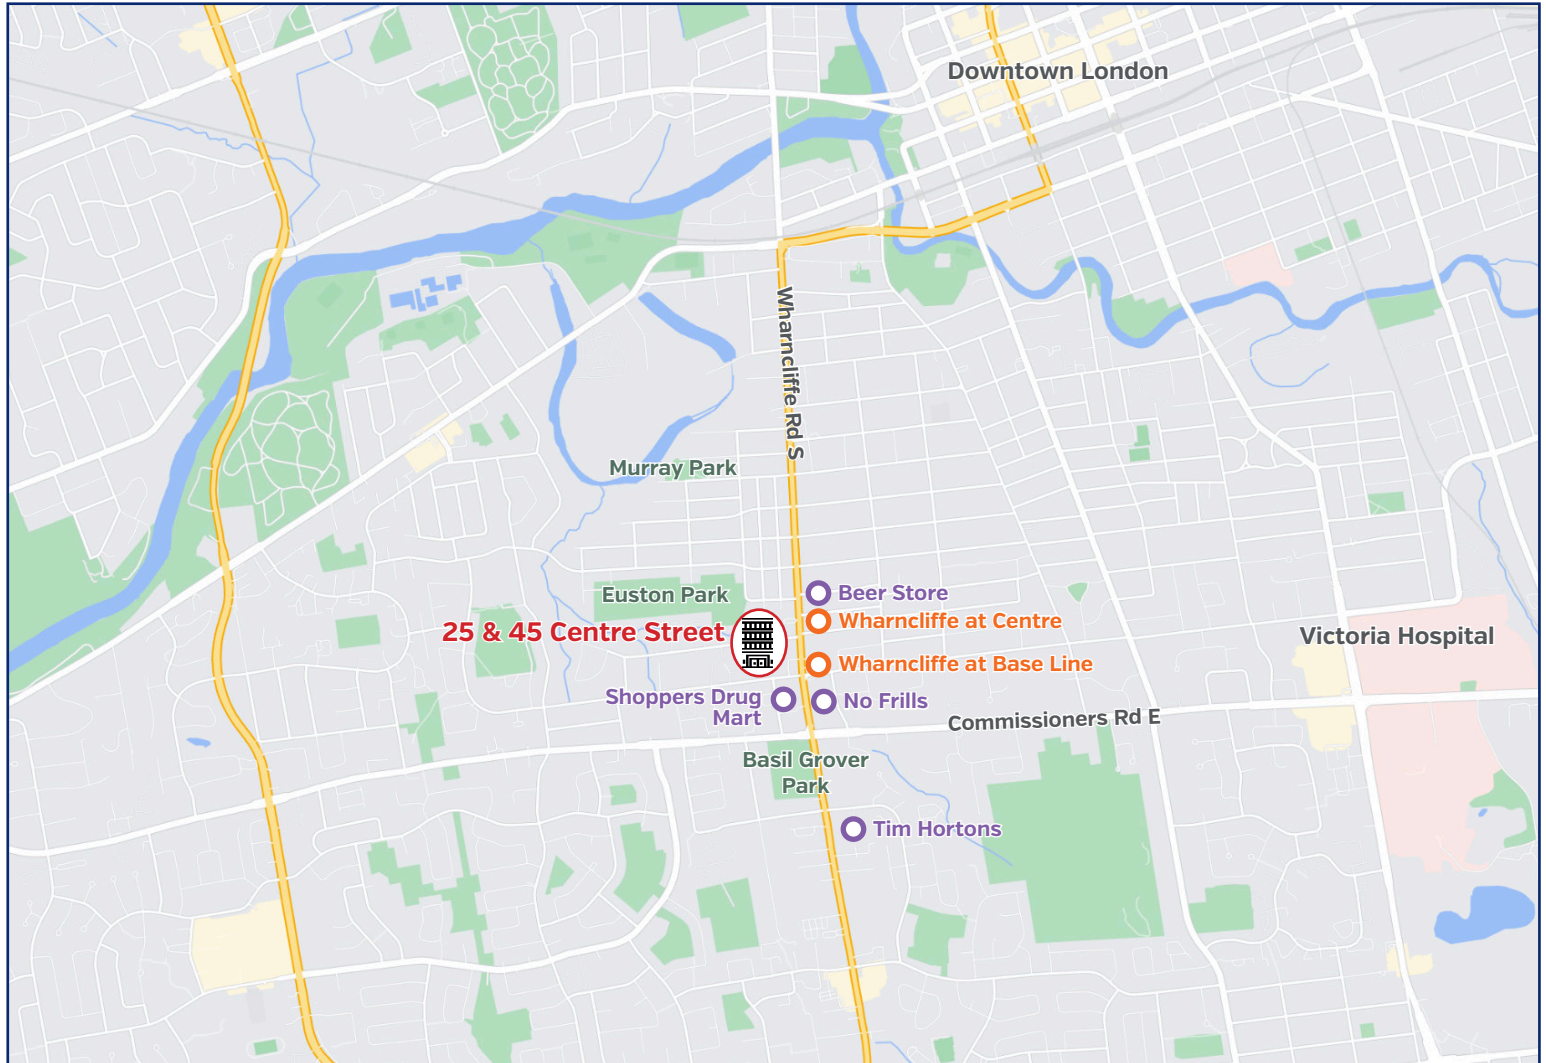 Downtown London
Wharncliffe Rd S
Murray Park
Euston Park
Beer Store
Wharncliffe at Centre
25 & 45 Centre Street
Victoria Hospital
Wharncliffe at Base Line
Shoppers Drug
Mart
No Frills
Commissioners Rd E
Basil Grover
Park
Tim Hortons